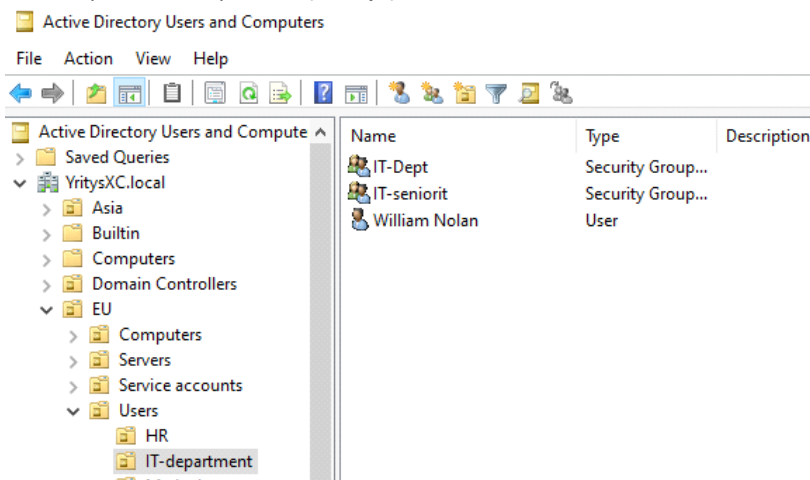 Active Directory Users and Computers
File Action View Help
Active Directory Users and Compute
Saved Queries
YritysXC.local
Asia
Builtin
Computers
Domain Controllers
EU
Computers
Servers
Service accounts
Users
HR
IT-department
Name Type Description
IT-Dept Security Group...
IT-seniorit Security Group...
William Nolan User